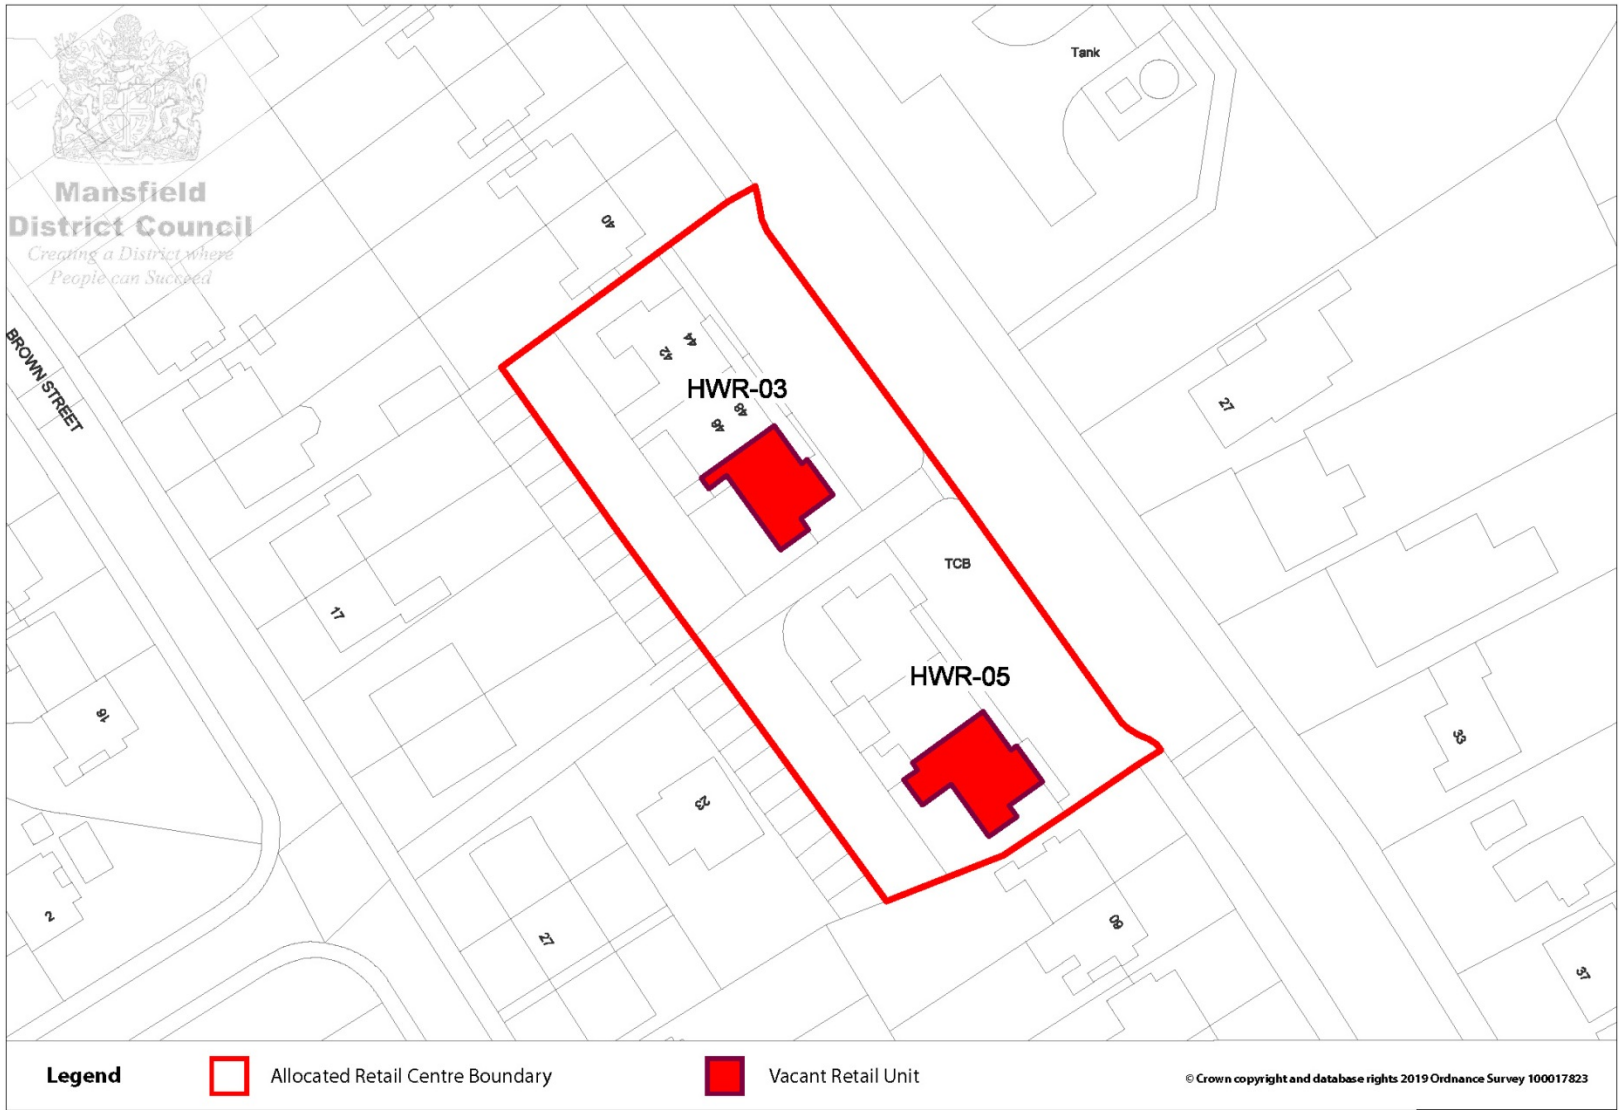 Tank
Mansfield
District Council
Creating a District where
People can Succeed
40
BROWN STREET
44
42
HWR-03
48
46
27
TCB
17
HWR-05
16
33
23
2
27
60
37
Legend
Allocated Retail Centre Boundary
Vacant Retail Unit
© Crown copyright and database rights 2019 Ordnance Survey 100017823